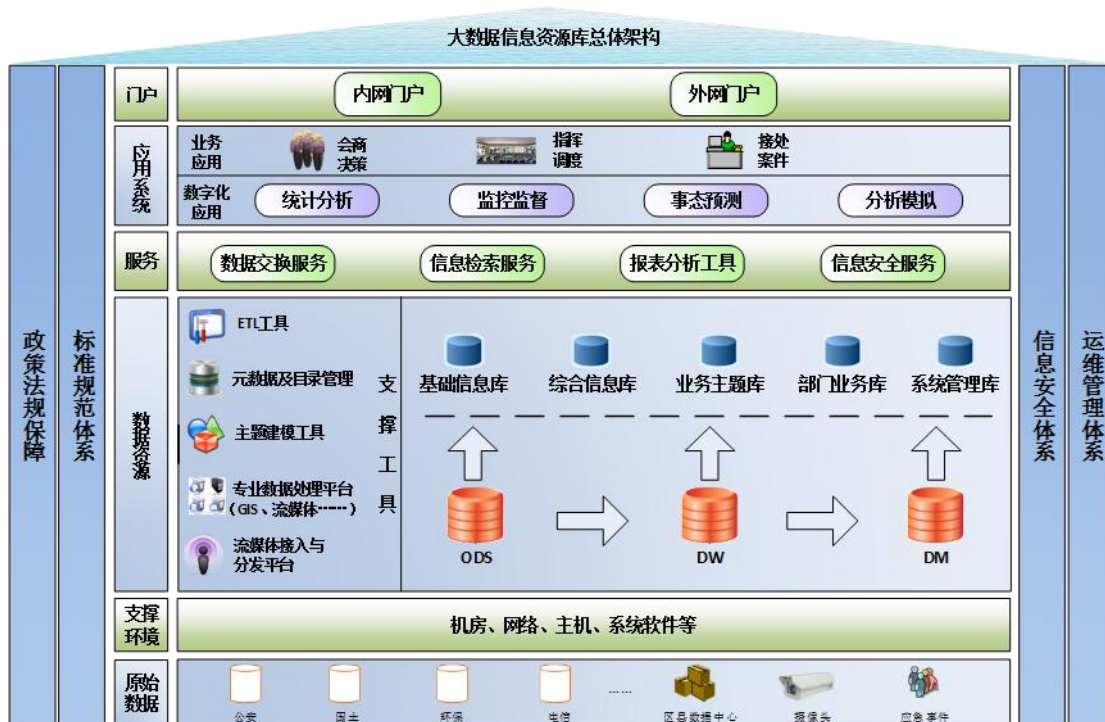 大数据信息资源库总体架构
政策法规保障
标准规范体系
门户
内网门户
外网门户
应用系统
业务
应用
会商
决策
指挥
调度
接处
案件
数字化
应用
统计分析
监控监督
事态预测
分析模拟
服务
数据交换服务
信息检索服务
报表分析工具
信息安全服务
数据资源
ETL工具
元数据及目录管理
主题建模工具
专业数据处理平台
(GIS、流媒体……)
流媒体接入与
分发平台
支撑工具
基础信息库
综合信息库
业务主题库
部门业务库
系统管理库
ODS
DW
DM
支撑
环境
机房、网络、主机、系统软件等
原始
数据
公安
国土
环保
电信
……
区县数据中心
摄像头
应急事件
信息安全体系
运维管理体系